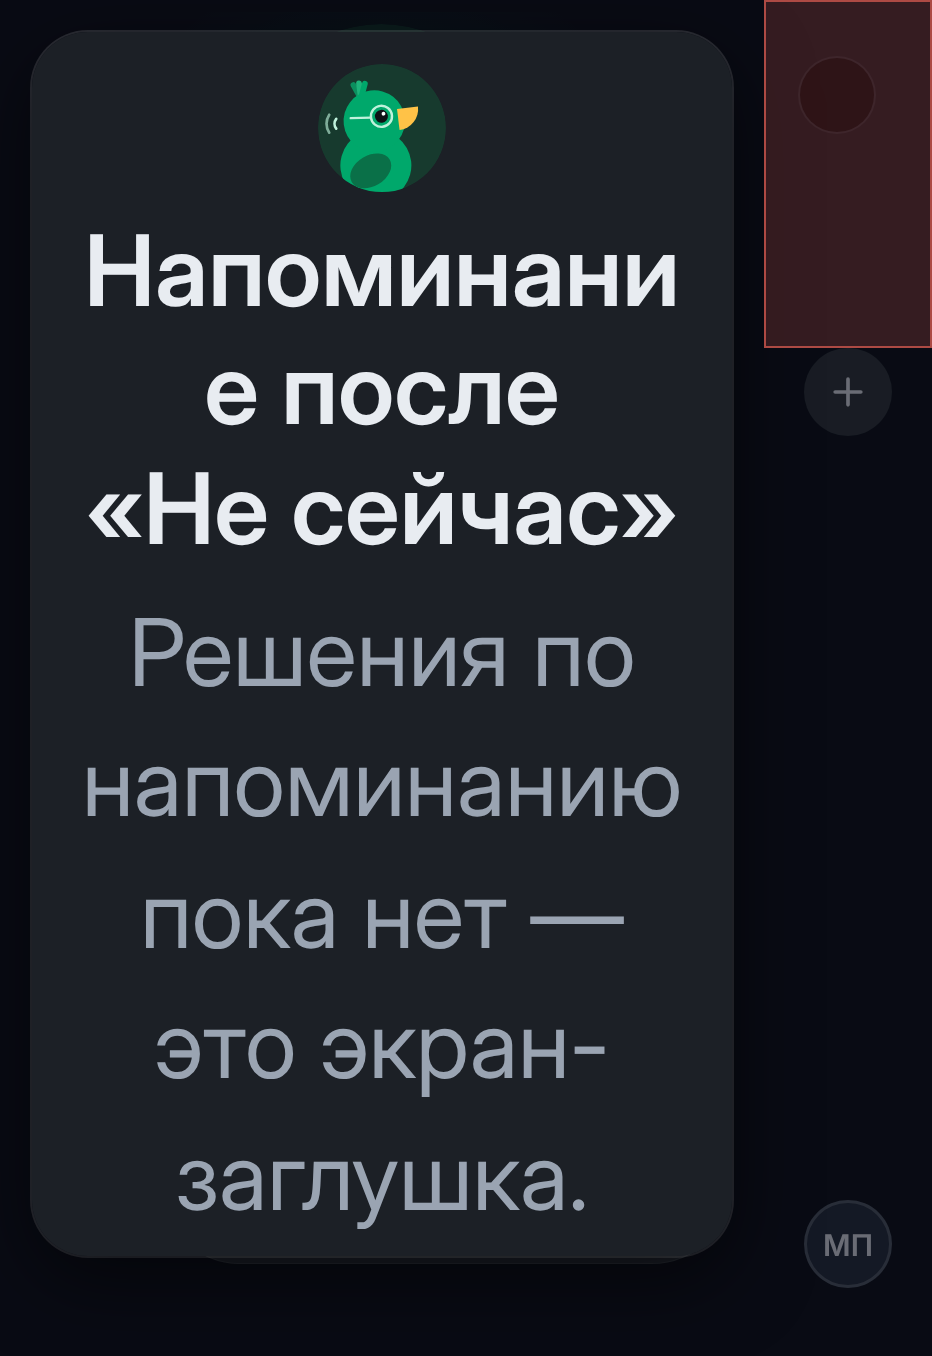 Напоминани
е после
«Не сейчас»
Решения по
напоминанию
пока нет —
это экран-
заглушка.
МП